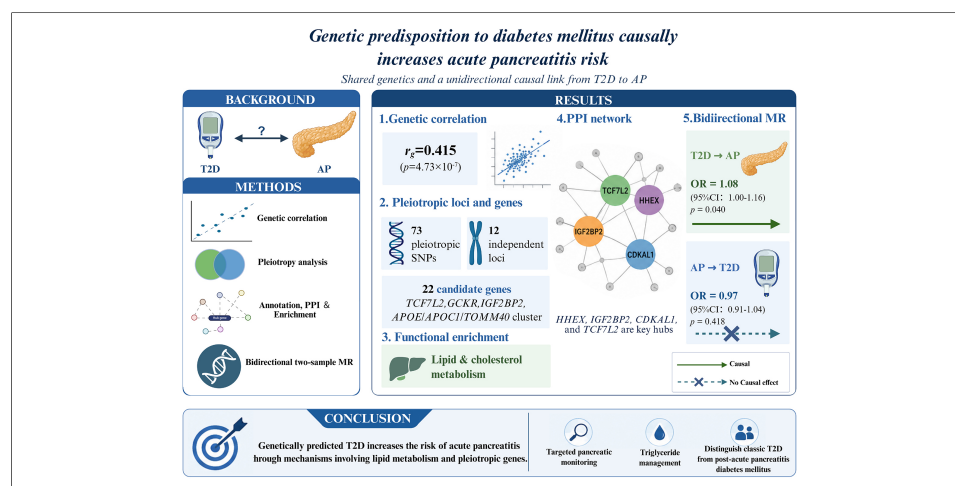 Genetic predisposition to diabetes mellitus causally
increases acute pancreatitis risk
Shared genetics and a unidirectional causal link from T2D to AP
BACKGROUND
?
T2D
AP
METHODS
Genetic correlation
Pleiotropy analysis
Annotation, PPI &
Enrichment
Bidirectional two-sample MR
RESULTS
1.Genetic correlation
rg=0.415
(p=4.73×10⁻⁷)
2. Pleiotropic loci and genes
73
pleiotropic
SNPs
12
independent
loci
22 candidate genes
TCF7L2,GCKR,IGF2BP2,
APOE/APOC1/TOMM40 cluster
3. Functional enrichment
Lipid & cholesterol
metabolism
4.PPI network
TCF7L2
HHEX
IGF2BP2
CDKAL1
HHEX, IGF2BP2, CDKAL1,
and TCF7L2 are key hubs
5.Bidiirectional MR
T2D → AP
OR = 1.08
(95%CI: 1.00-1.16)
p = 0.040
AP → T2D
OR = 0.97
(95%CI: 0.91-1.04)
p = 0.418
Causal
No Causal effect
CONCLUSION
Genetically predicted T2D increases the risk of acute pancreatitis
through mechanisms involving lipid metabolism and pleiotropic genes.
Targeted pancreatic
monitoring
Triglyceride
management
Distinguish classic T2D
from post-acute pancreatitis
diabetes mellitus